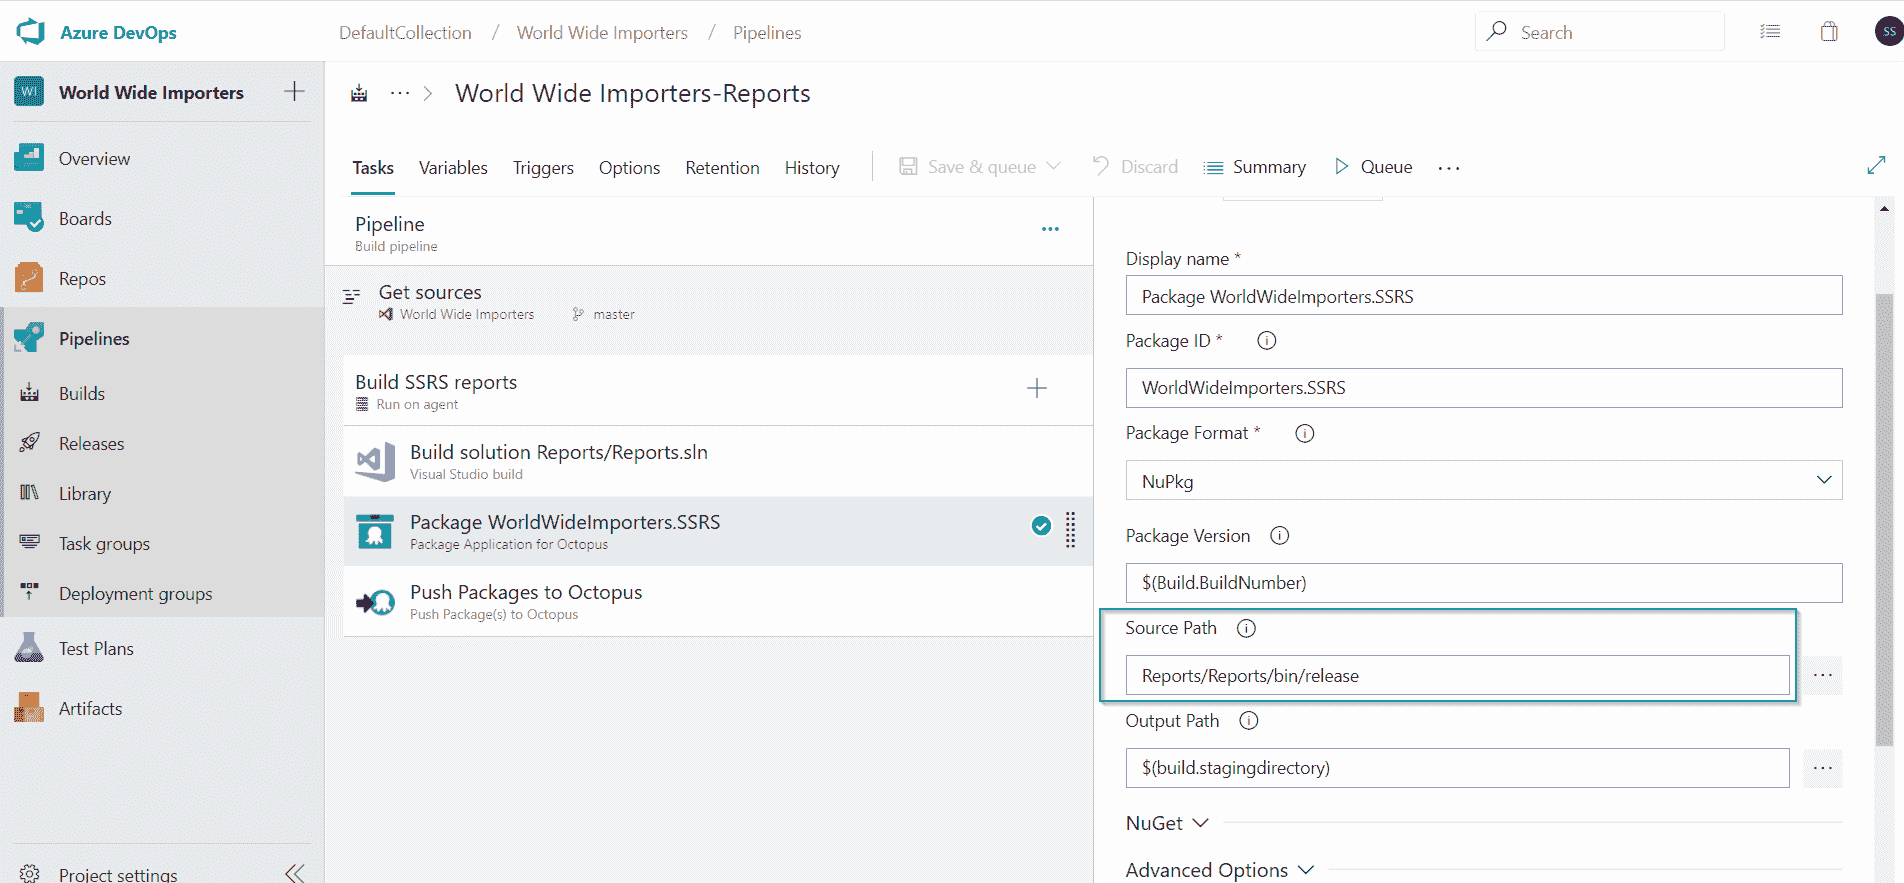 Azure DevOps
DefaultCollection / World Wide Importers / Pipelines
Search
SS
WI World Wide Importers
Overview
Boards
Repos
Pipelines
Builds
Releases
Library
Task groups
Deployment groups
Test Plans
Artifacts
Project settings
... > World Wide Importers-Reports
Tasks Variables Triggers Options Retention History Save & queue Discard Summary Queue ...
Pipeline
Build pipeline
...
Get sources
World Wide Importers master
Build SSRS reports
Run on agent
Build solution Reports/Reports.sln
Visual Studio build
Package WorldWideImporters.SSRS
Package Application for Octopus
Push Packages to Octopus
Push Package(s) to Octopus
Display name *
Package WorldWideImporters.SSRS
Package ID *
WorldWideImporters.SSRS
Package Format *
NuPkg
Package Version
$(Build.BuildNumber)
Source Path
Reports/Reports/bin/release
...
Output Path
$(build.stagingdirectory)
...
NuGet
Advanced Options